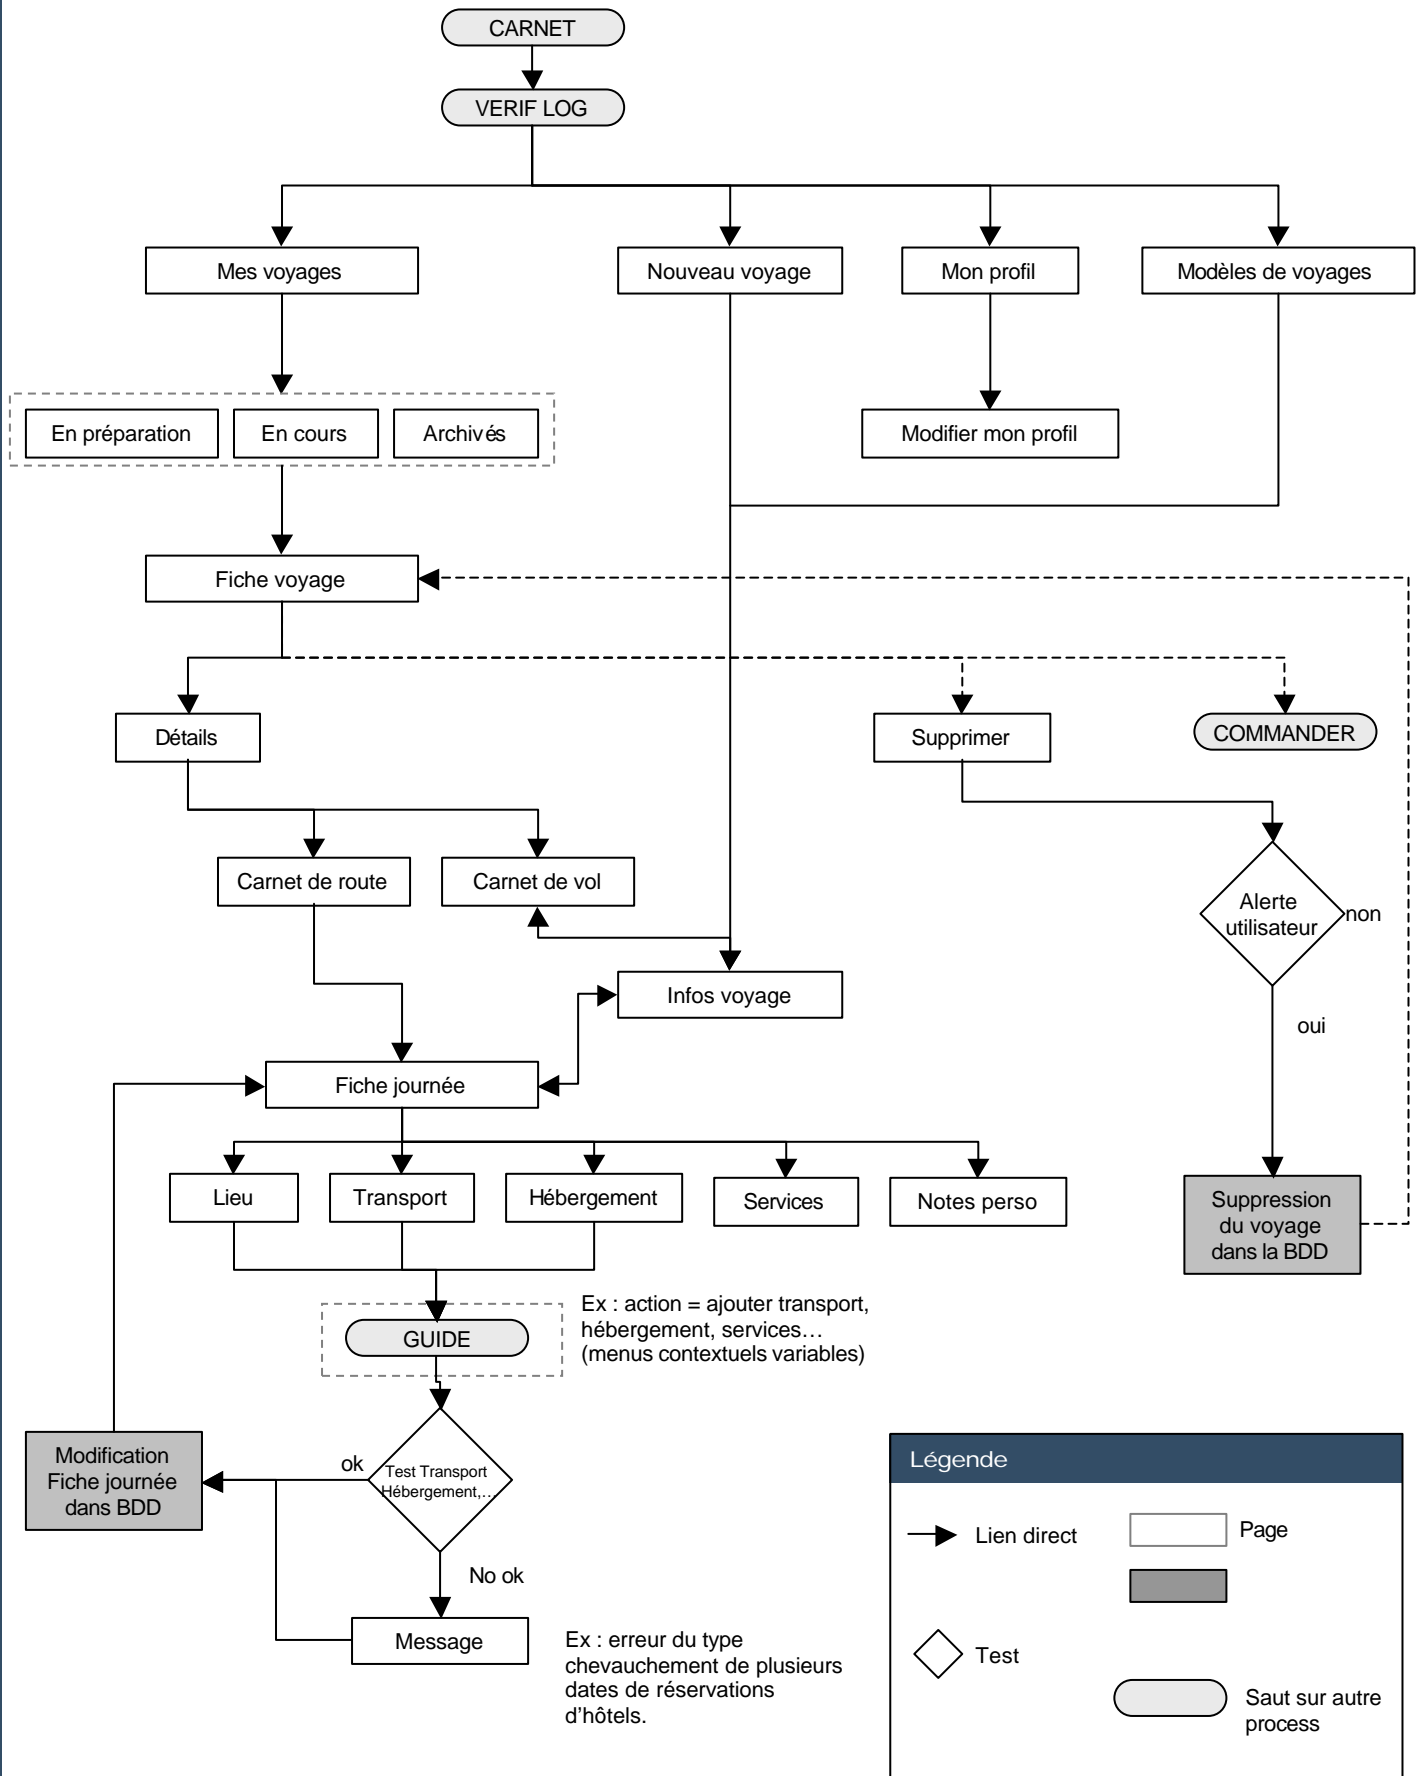 CARNET
VERIF LOG
Mes voyages
Nouveau voyage
Mon profil
Modèles de voyages
En préparation
En cours
Archivés
Modifier mon profil
Fiche voyage
Détails
Supprimer
COMMANDER
Carnet de route
Carnet de vol
Alerte
utilisateur
non
Infos voyage
oui
Fiche journée
Lieu
Transport
Hébergement
Services
Notes perso
Suppression
du voyage
dans la BDD
Ex : action = ajouter transport,
hébergement, services…
(menus contextuels variables)
GUIDE
Modification
Fiche journée
dans BDD
ok
Test Transport
Hébergement,…
No ok
Message
Ex : erreur du type
chevauchement de plusieurs
dates de réservations
d'hôtels.
Légende
Lien direct
Page
Test
Saut sur autre
process